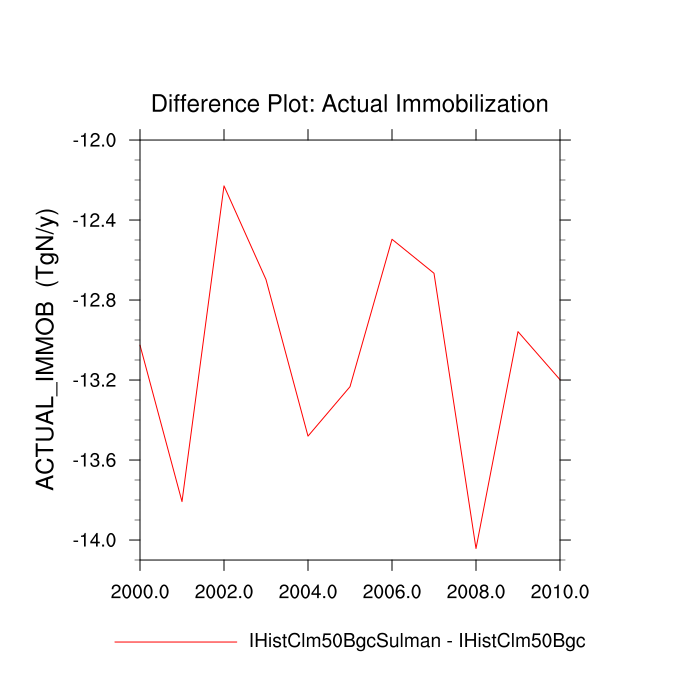 Difference Plot: Actual Immobilization
ACTUAL_IMMOB (TgN/y)
-12.0
-12.4
-12.8
-13.2
-13.6
-14.0
2000.0 2002.0 2004.0 2006.0 2008.0 2010.0
IHistClm50BgcSulman - IHistClm50Bgc